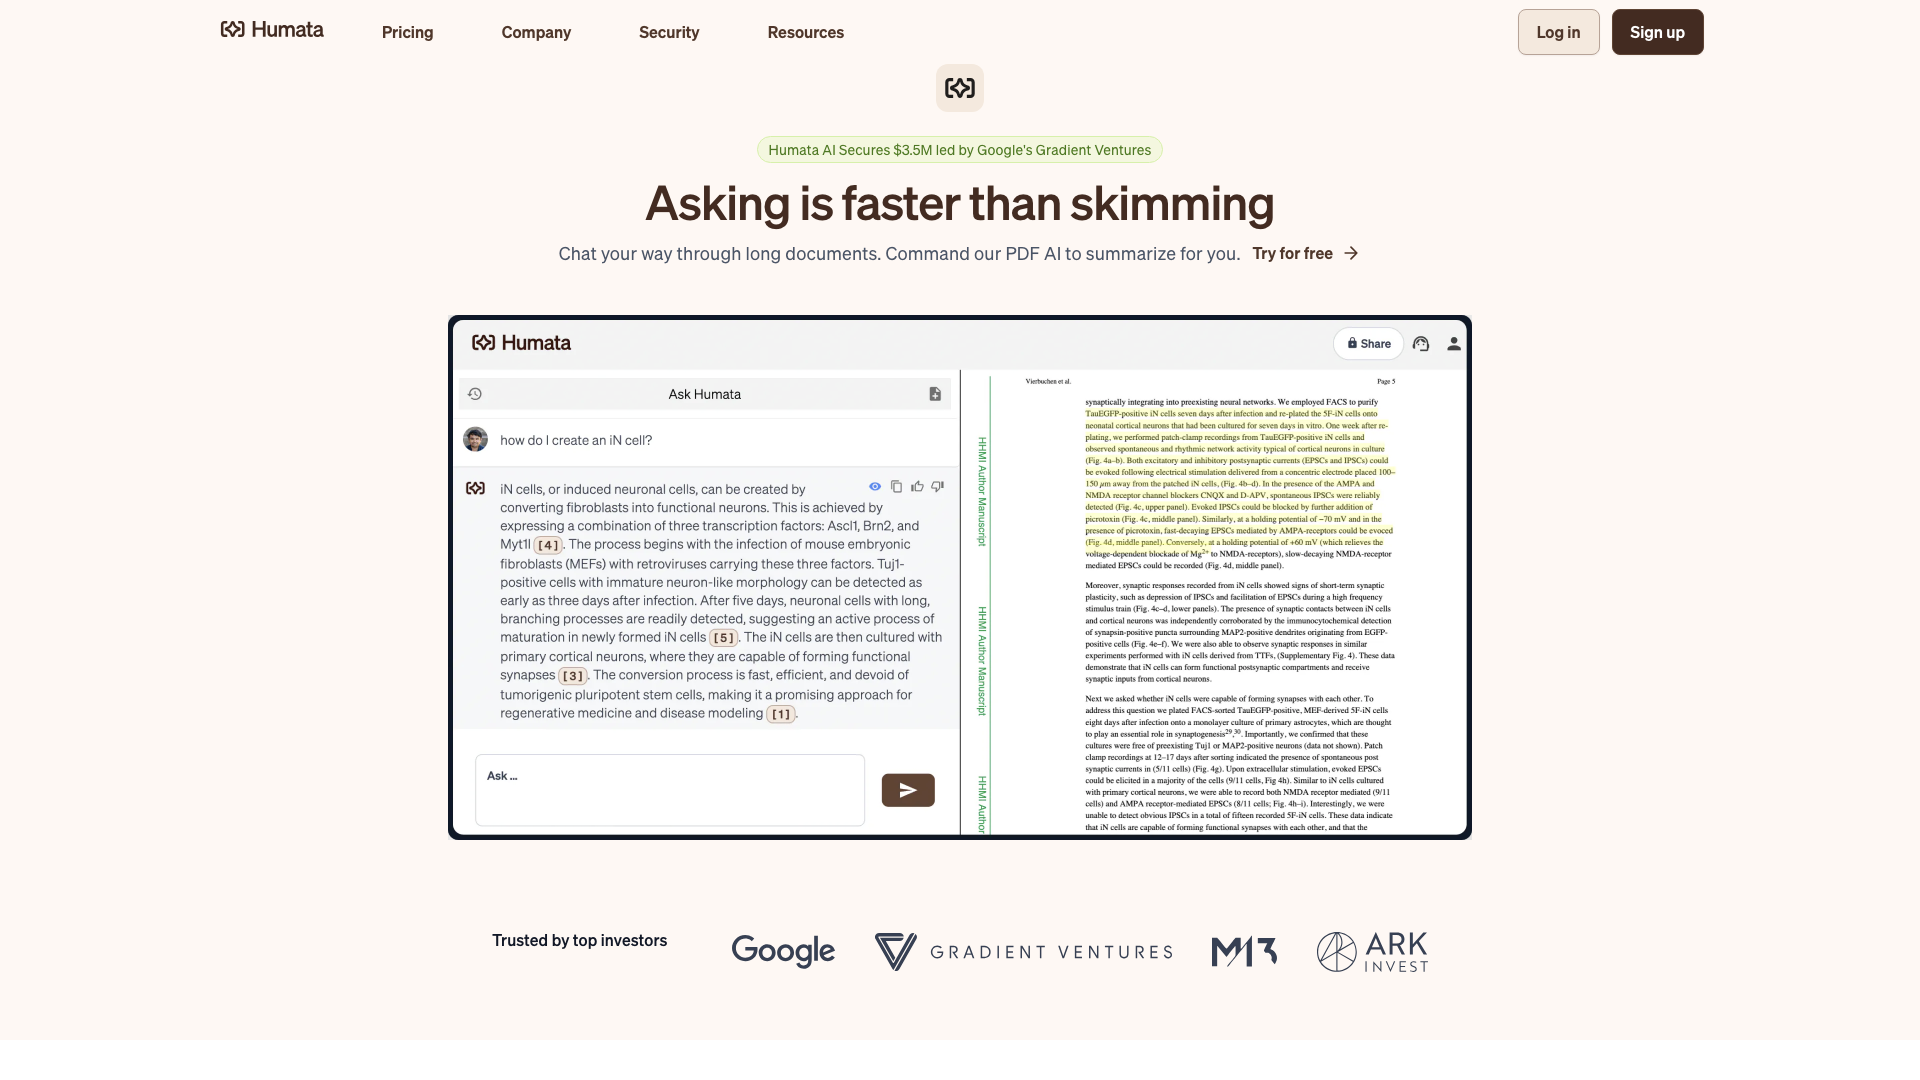 Humata
Pricing
Company
Security
Resources
Log in
Sign up
Humata AI Secures $3.5M led by Google's Gradient Ventures
Asking is faster than skimming
Chat your way through long documents. Command our PDF AI to summarize for you. Try for free
Humata
Share
Ask Humata
how do I create an iN cell?
iN cells, or induced neuronal cells, can be created by
converting fibroblasts into functional neurons. This is achieved by
expressing a combination of three transcription factors: Ascl1, Brn2, and
Myt1l [4]. The process begins with the infection of mouse embryonic
fibroblasts (MEFs) with retroviruses carrying these three factors. Tuj1-
positive cells with immature neuron-like morphology can be detected as
early as three days after infection. After five days, neuronal cells with long,
branching processes are readily detected, suggesting an active process of
maturation in newly formed iN cells [5]. The iN cells are then cultured with
primary cortical neurons, where they are capable of forming functional
synapses [3]. The conversion process is fast, efficient, and devoid of
tumorigenic pluripotent stem cells, making it a promising approach for
regenerative medicine and disease modeling [1].
Ask ...
Vierbuchen et al.
Page 5
HHMI Author Manuscript
HHMI Author Manuscript
HHMI Author
synaptically integrating into preexisting neural networks. We employed FACS to purify
TauEGFP-positive iN cells seven days after infection and re-plated the 5F-iN cells onto
neonatal cortical neurons that had been cultured for seven days in vitro. One week after re-
plating, we performed patch-clamp recordings from TauEGFP-positive iN cells and
observed spontaneous and rhythmic network activity typical of cortical neurons in culture
(Fig. 4a–b). Both excitatory and inhibitory postsynaptic currents (EPSCs and IPSCs) could
be evoked following electrical stimulation delivered from a concentric electrode placed 100–
150 μm away from the patched iN cells, (Fig. 4b–d). In the presence of the AMPA and
NMDA receptor channel blockers CNQX and D-APV, spontaneous IPSCs were reliably
detected (Fig. 4c, upper panel). Evoked IPSCs could be blocked by further addition of
picrotoxin (Fig. 4c, middle panel). Similarly, at a holding potential of −70 mV and in the
presence of picrotoxin, fast-decaying EPSCs mediated by AMPA-receptors could be evoced
(Fig. 4d, middle panel). Conversely, at a holding potential of +60 mV (which relieves the
voltage-dependent blockade of Mg2+ to NMDA-receptors), slow-decaying NMDA-receptor
mediated EPSCs could be recorded (Fig. 4d, middle panel).
Moreover, synaptic responses recorded from iN cells showed signs of short-term synaptic
plasticity, such as depression of IPSCs and facilitation of EPSCs during a high frequency
stimulus train (Fig. 4c–d, lower panels). The presence of synaptic contacts between iN cells
and cortical neurons was independently corroborated by the immunocytochemical detection
of synapsin-positive puncta surrounding MAP2-positive dendrites originating from EGFP-
positive cells (Fig. 4e–f). We were also able to observe synaptic responses in similar
experiments performed with iN cells derived from TTFs, (Supplementary Fig. 4). These data
demonstrate that iN cells can form functional postsynaptic compartments and receive
synaptic inputs from cortical neurons.
Next we asked whether iN cells were capable of forming synapses with each other. To
address this question we plated FACS-sorted TauEGFP-positive, MEF-derived 5F-iN cells
eight days after infection onto a monolayer culture of primary astrocytes, which are thought
to play an essential role in synaptogenesis29,30. Importantly, we confirmed that these
cultures were free of preexisting Tuj1 or MAP2-positive neurons (data not shown). Patch
clamp recordings at 12–17 days after sorting indicated the presence of spontaneous post
synaptic currents in (5/11 cells) (Fig. 4g). Upon extracellular stimulation, evoked EPSCs
could be elicited in a majority of the cells (9/11 cells, Fig 4h). Similar to iN cells cultured
with primary cortical neurons, we were able to record both NMDA receptor mediated (9/11
cells) and AMPA receptor-mediated EPSCs (8/11 cells; Fig. 4h–i). Interestingly, we were
unable to detect obvious IPSCs in a total of fifteen recorded 5F-iN cells. These data indicate
that iN cells are capable of forming functional synapses with each other, and that the
Trusted by top investors
Google
GRADIENT VENTURES
M13
ARK
INVEST